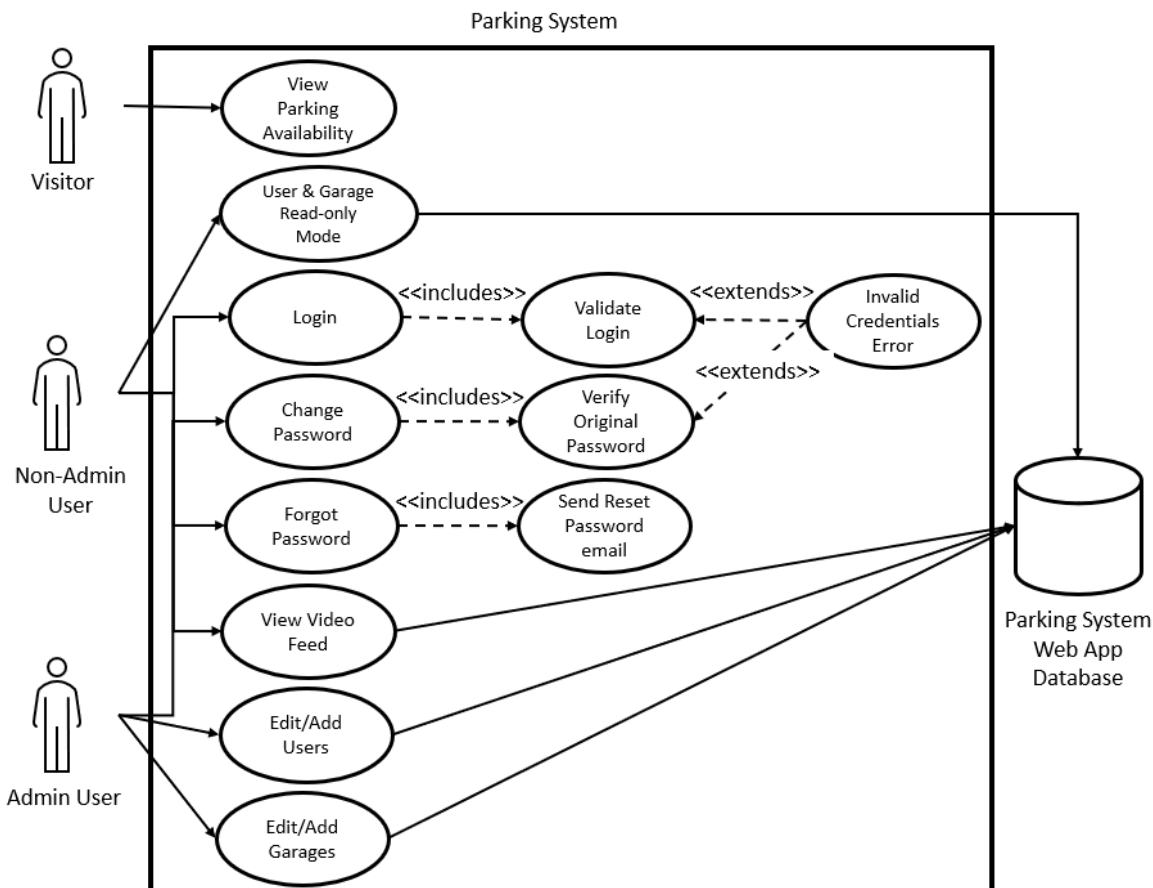 Parking System
Visitor
View
Parking
Availability
User & Garage
Read-only
Mode
Login
<<includes>>
Validate
Login
<<extends>>
Invalid
Credentials
Error
<<extends>>
Non-Admin
User
Change
Password
<<includes>>
Verify
Original
Password
Forgot
Password
<<includes>>
Send Reset
Password
email
View Video
Feed
Parking System
Web App
Database
Admin User
Edit/Add
Users
Edit/Add
Garages